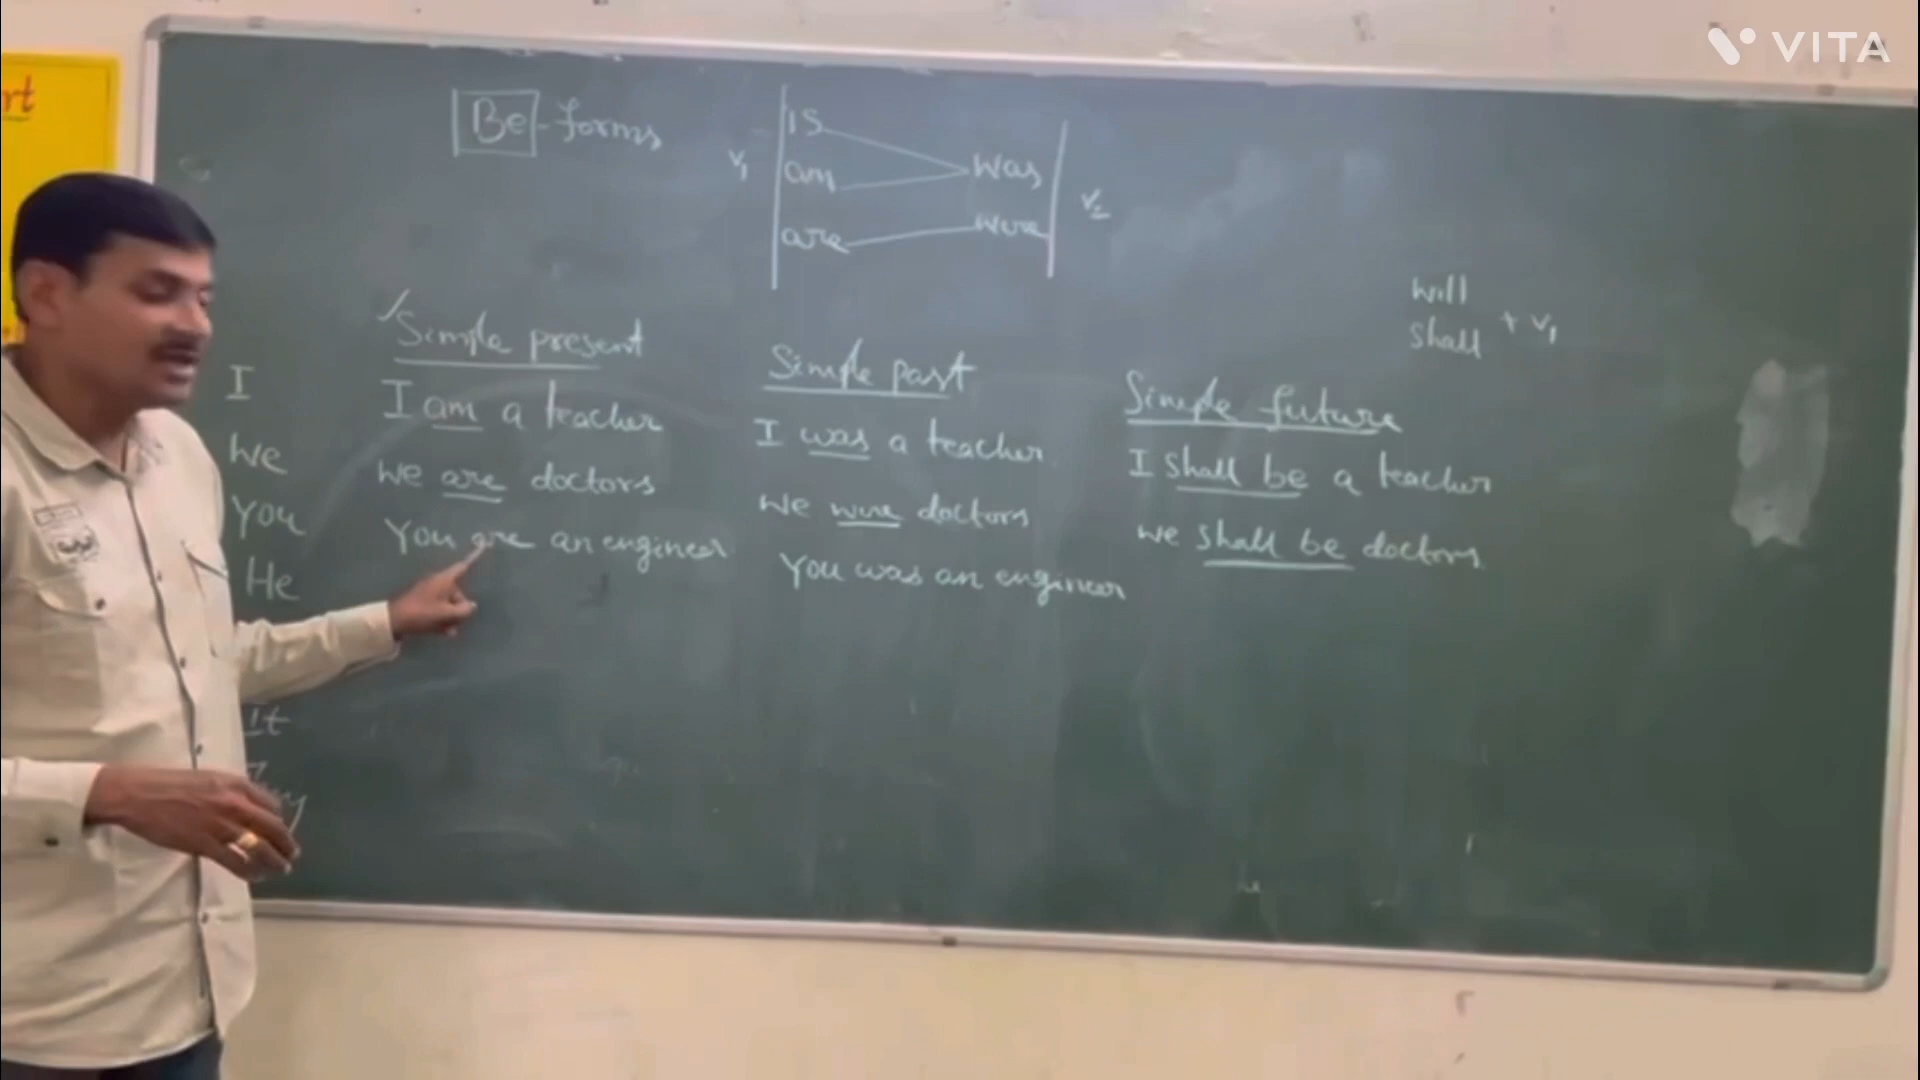 VITA
rt
Be - forms
V1
is
am
are
was
were
V2
will
shall
+ V1
I
We
You
He
It
Simple present
I am a teacher
We are doctors
You are an engineer
Simple past
I was a teacher
We were doctors
You was an engineer
Simple future
I shall be a teacher
We shall be doctors